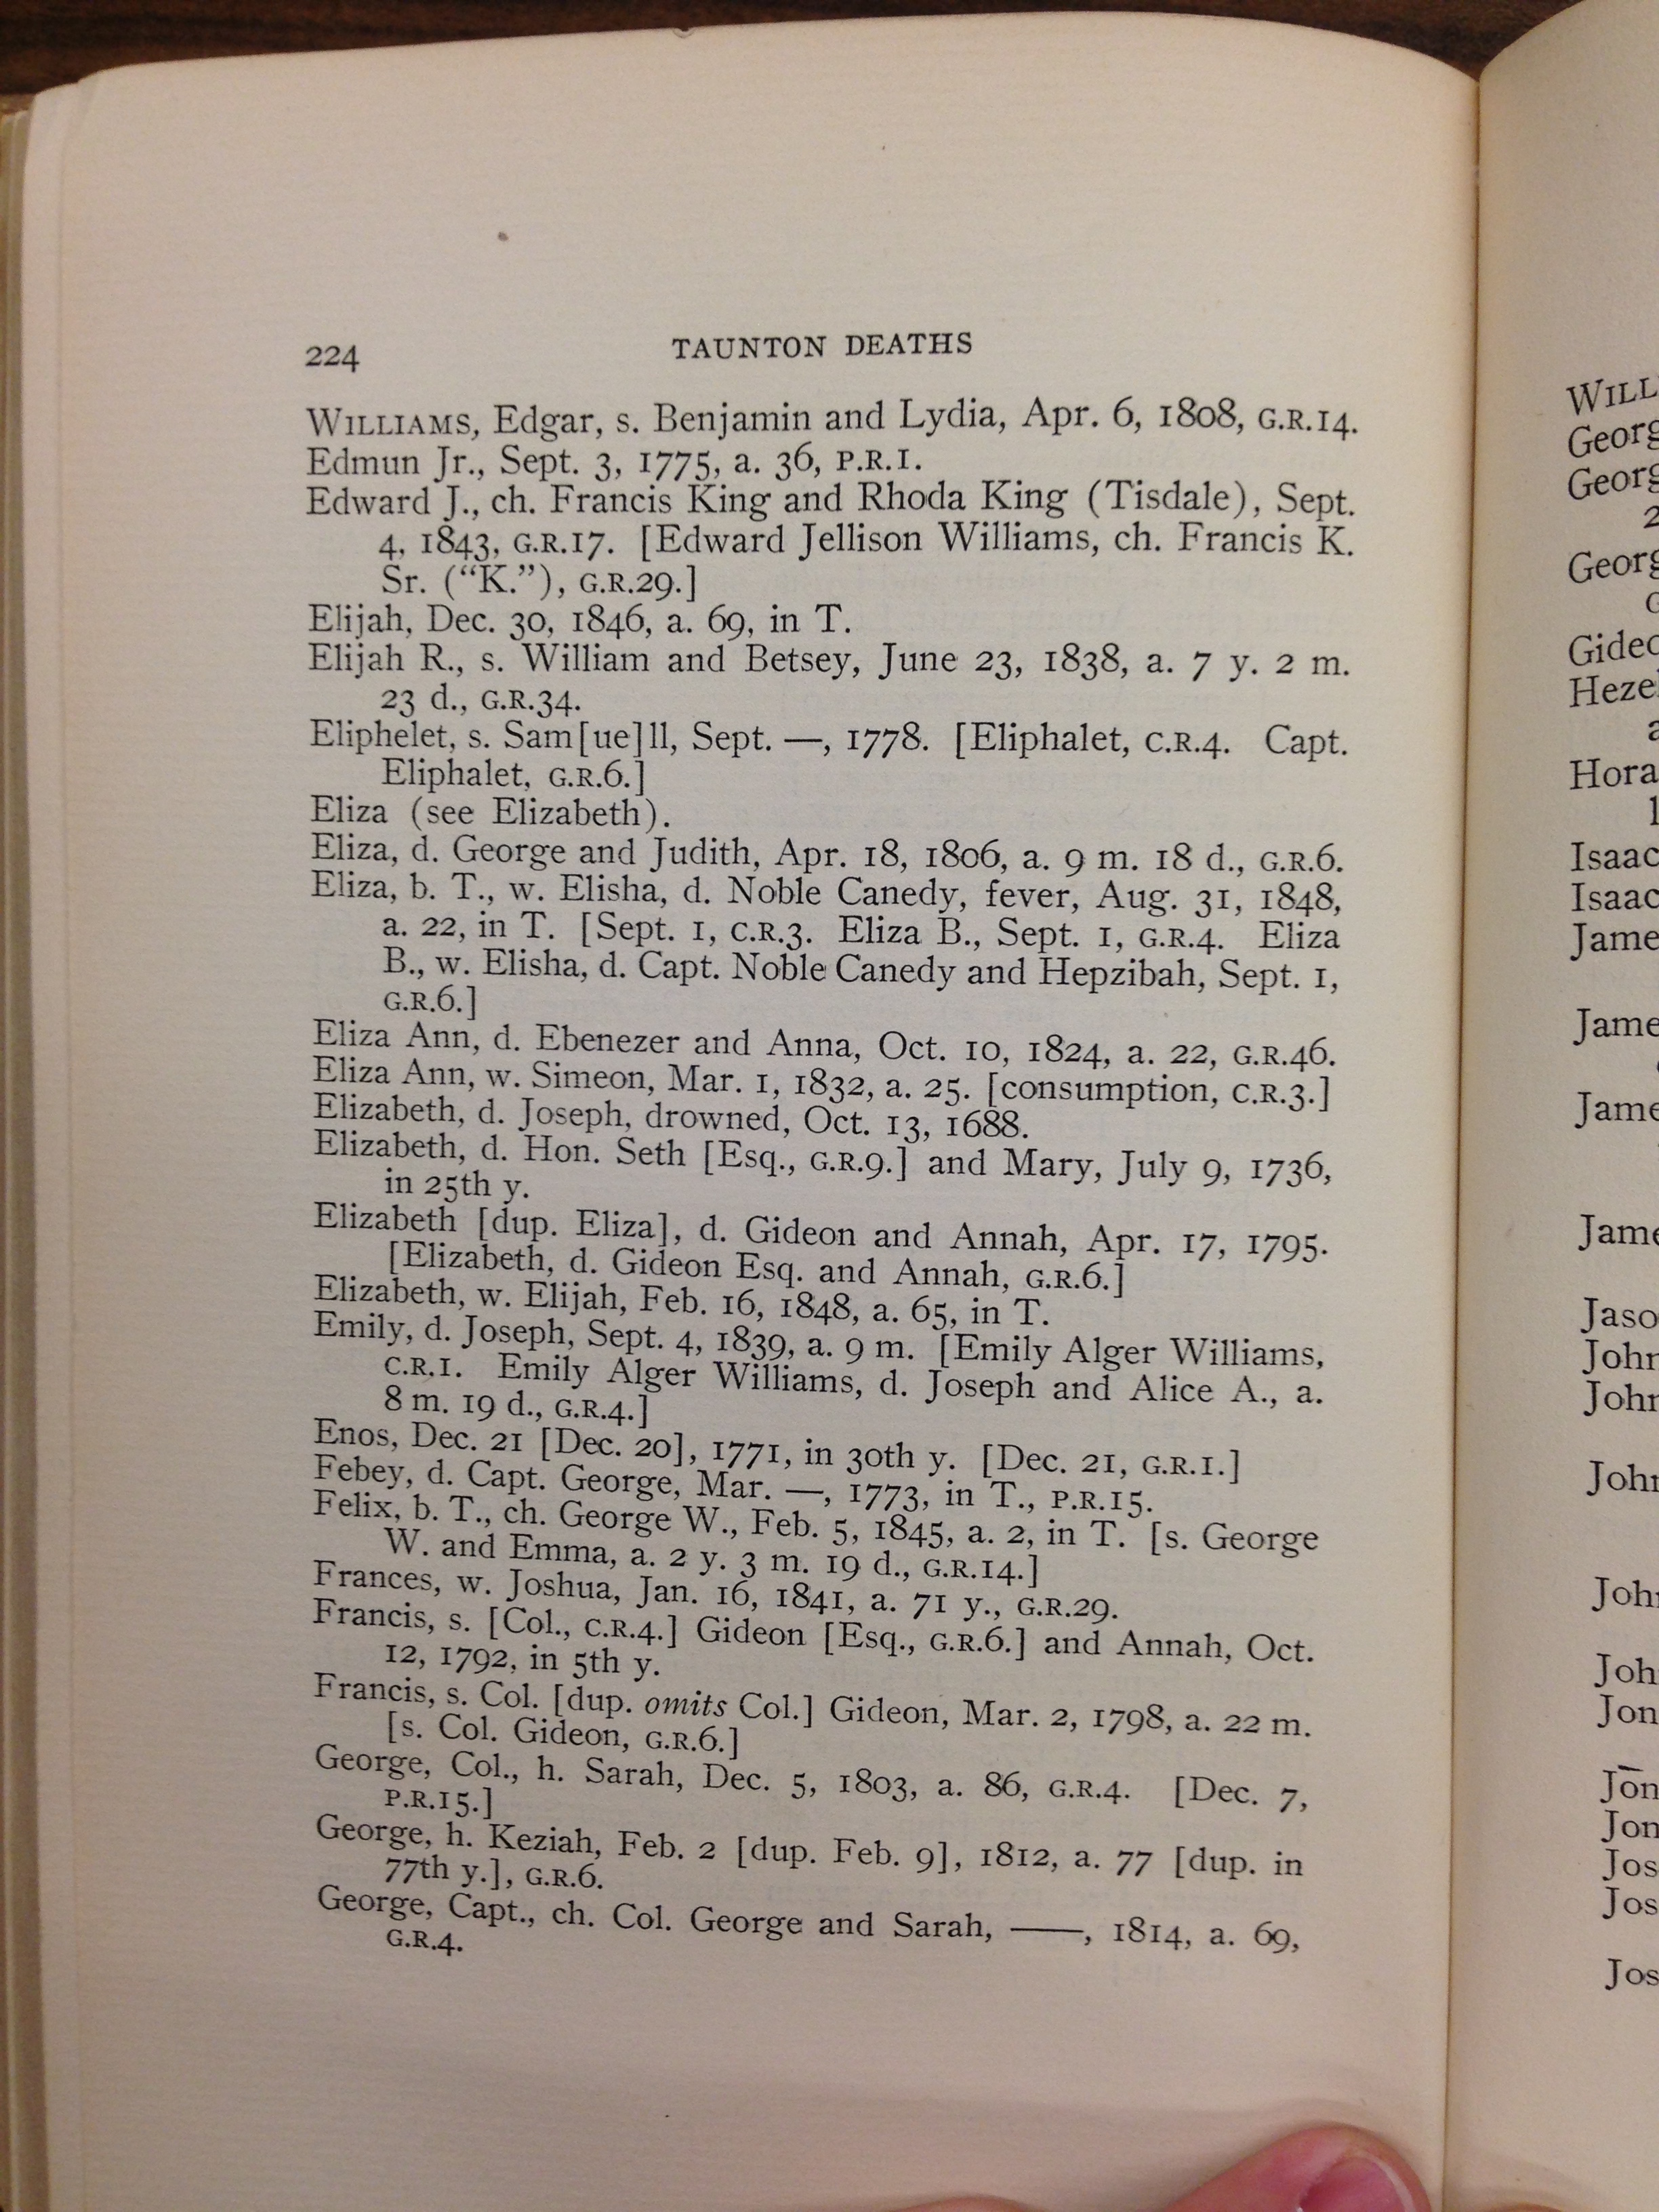 224 TAUNTON DEATHS
WILLIAMS, Edgar, s. Benjamin and Lydia, Apr. 6, 1808, G.R.14.
Edmun Jr., Sept. 3, 1775, a. 36, P.R.1.
Edward J., ch. Francis King and Rhoda King (Tisdale), Sept.
4, 1843, G.R.17. [Edward Jellison Williams, ch. Francis K.
Sr. (“K.”), G.R.29.]
Elijah, Dec. 30, 1846, a. 69, in T.
Elijah R., s. William and Betsey, June 23, 1838, a. 7 y. 2 m.
23 d., G.R.34.
Eliphelet, s. Sam[ue]ll, Sept. —, 1778. [Eliphalet, C.R.4. Capt.
Eliphalet, G.R.6.]
Eliza (see Elizabeth).
Eliza, d. George and Judith, Apr. 18, 1806, a. 9 m. 18 d., G.R.6.
Eliza, b. T., w. Elisha, d. Noble Canedy, fever, Aug. 31, 1848,
a. 22, in T. [Sept. 1, C.R.3. Eliza B., Sept. 1, G.R.4. Eliza
B., w. Elisha, d. Capt. Noble Canedy and Hepzibah, Sept. 1,
G.R.6.]
Eliza Ann, d. Ebenezer and Anna, Oct. 10, 1824, a. 22, G.R.46.
Eliza Ann, w. Simeon, Mar. 1, 1832, a. 25. [consumption, C.R.3.]
Elizabeth, d. Joseph, drowned, Oct. 13, 1688.
Elizabeth, d. Hon. Seth [Esq., G.R.9.] and Mary, July 9, 1736,
in 25th y.
Elizabeth [dup. Eliza], d. Gideon and Annah, Apr. 17, 1795.
[Elizabeth, d. Gideon Esq. and Annah, G.R.6.]
Elizabeth, w. Elijah, Feb. 16, 1848, a. 65, in T.
Emily, d. Joseph, Sept. 4, 1839, a. 9 m. [Emily Alger Williams,
C.R.1. Emily Alger Williams, d. Joseph and Alice A., a.
8 m. 19 d., G.R.4.]
Enos, Dec. 21 [Dec. 20], 1771, in 30th y. [Dec. 21, G.R.1.]
Febey, d. Capt. George, Mar. —, 1773, in T., P.R.15.
Felix, b. T., ch. George W., Feb. 5, 1845, a. 2, in T. [s. George
W. and Emma, a. 2 y. 3 m. 19 d., G.R.14.]
Frances, w. Joshua, Jan. 16, 1841, a. 71 y., G.R.29.
Francis, s. [Col., C.R.4.] Gideon [Esq., G.R.6.] and Annah, Oct.
12, 1792, in 5th y.
Francis, s. Col. [dup. omits Col.] Gideon, Mar. 2, 1798, a. 22 m.
[s. Col. Gideon, G.R.6.]
George, Col., h. Sarah, Dec. 5, 1803, a. 86, G.R.4. [Dec. 7,
P.R.15.]
George, h. Keziah, Feb. 2 [dup. Feb. 9], 1812, a. 77 [dup. in
77th y.], G.R.6.
George, Capt., ch. Col. George and Sarah, ——, 1814, a. 69,
G.R.4.